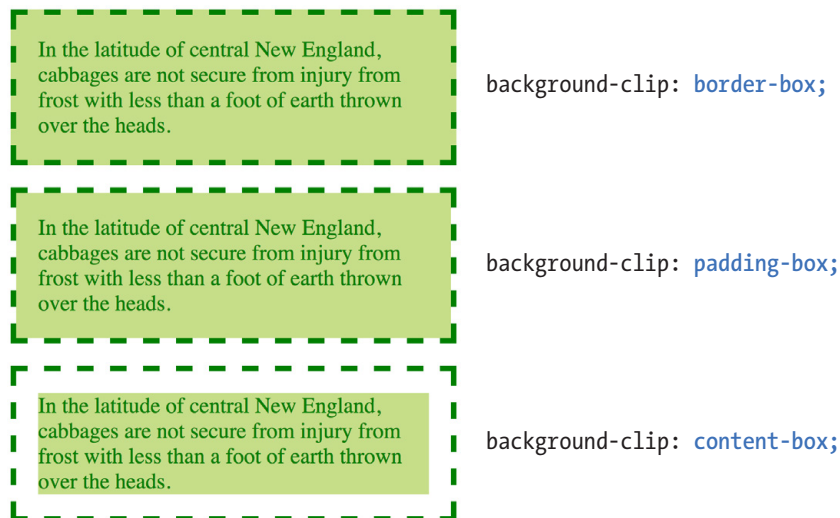 In the latitude of central New England,
cabbages are not secure from injury from
frost with less than a foot of earth thrown
over the heads.
background-clip: border-box;
In the latitude of central New England,
cabbages are not secure from injury from
frost with less than a foot of earth thrown
over the heads.
background-clip: padding-box;
In the latitude of central New England,
cabbages are not secure from injury from
frost with less than a foot of earth thrown
over the heads.
background-clip: content-box;